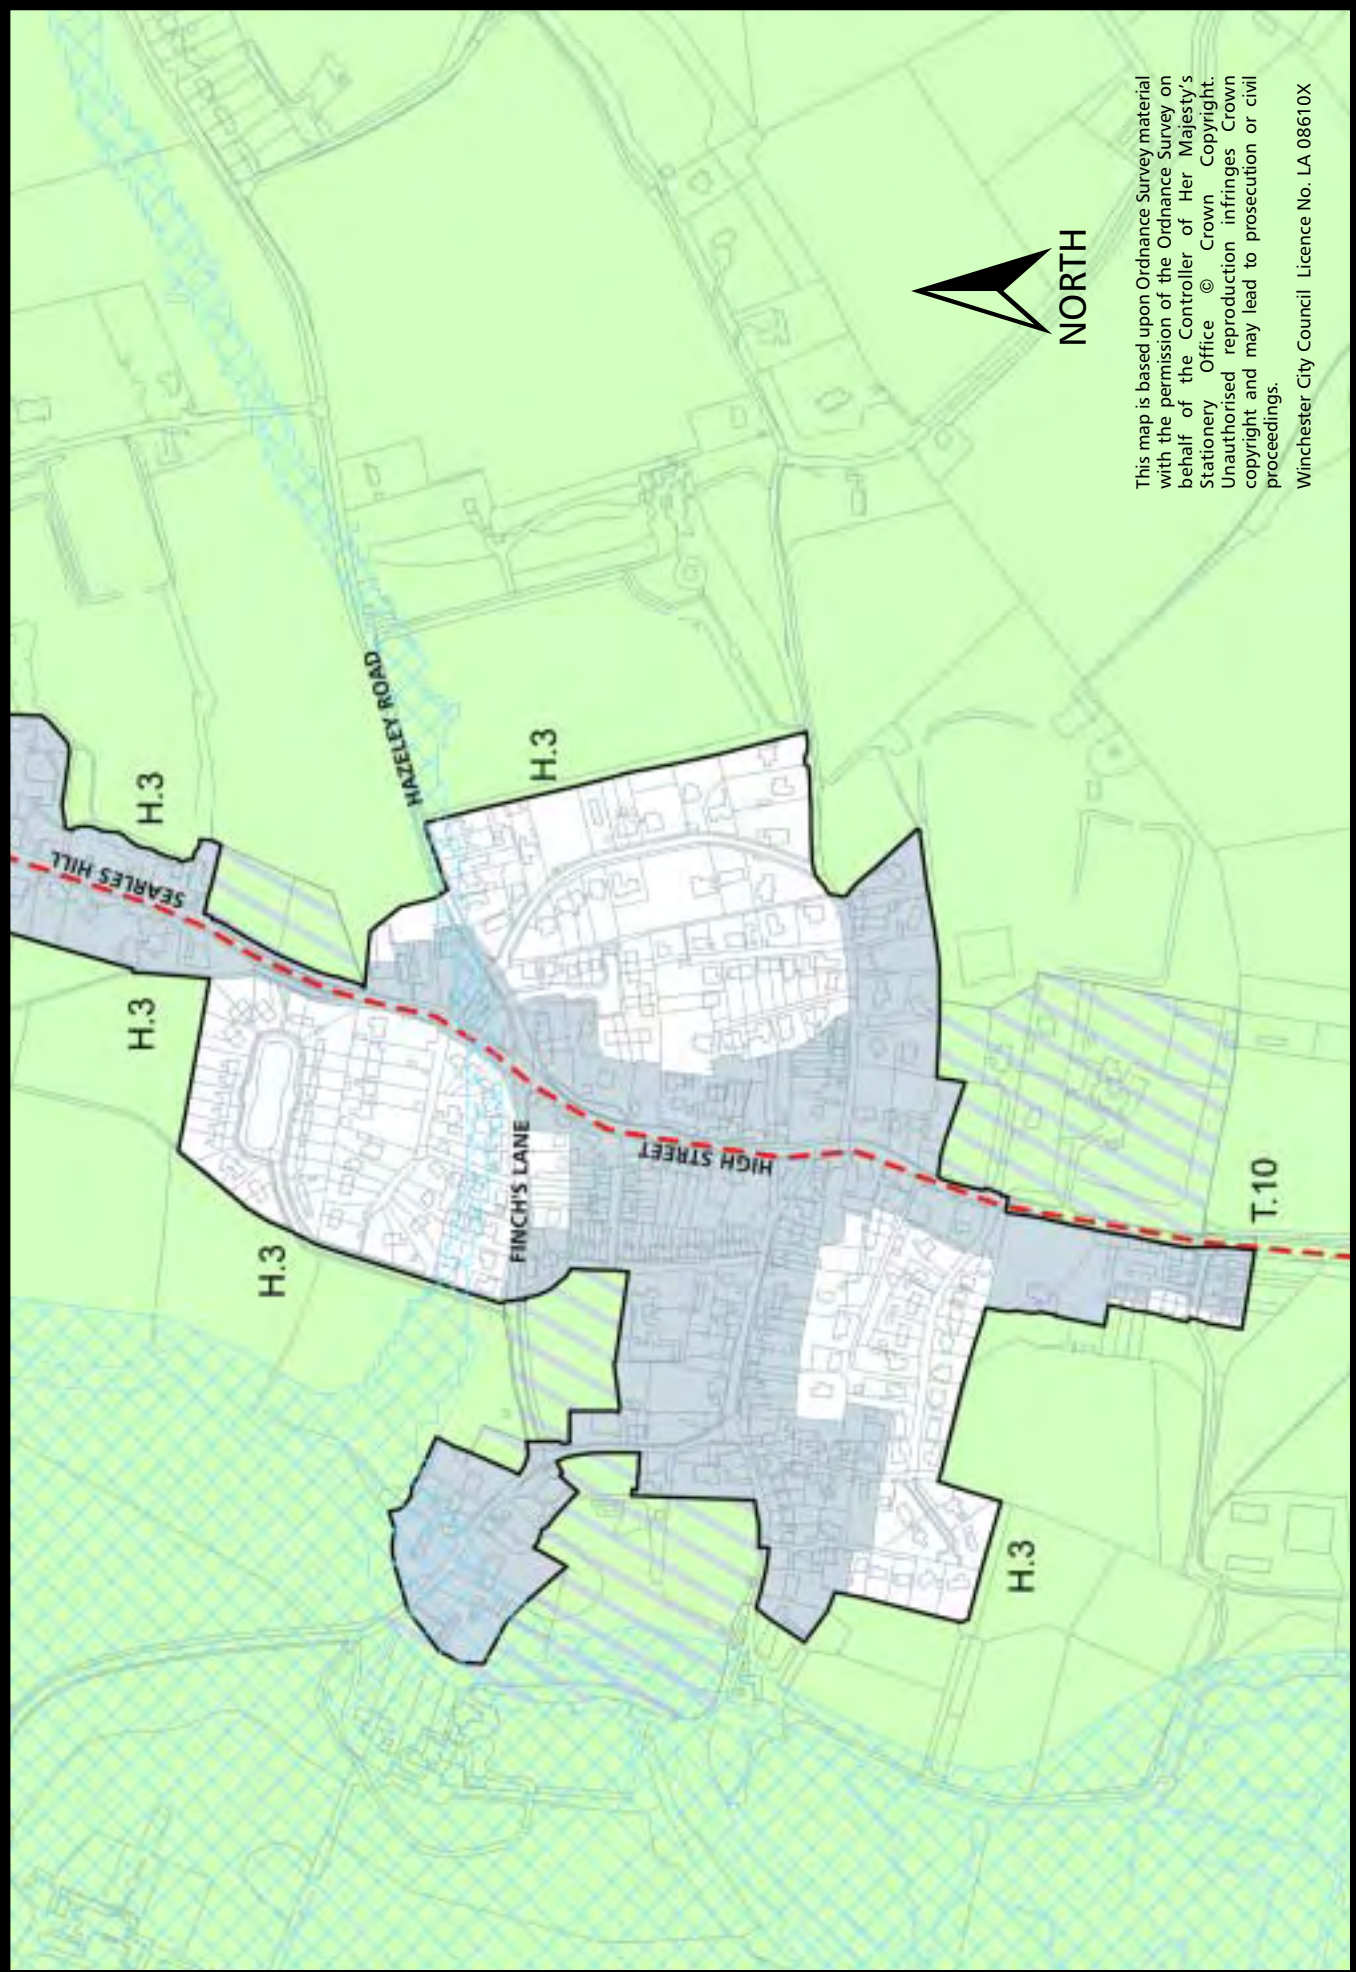 SEARLES HILL
H.3
H.3
H.3
HAZELEY ROAD
H.3
FINCH'S LANE
HIGH STREET
H.3
T.10
NORTH
This map is based upon Ordnance Survey material
with the permission of the Ordnance Survey on
behalf of the Controller of Her Majesty's
Stationery Office © Crown Copyright.
Unauthorised reproduction infringes Crown
copyright and may lead to prosecution or civil
proceedings.
Winchester City Council Licence No. LA 08610X